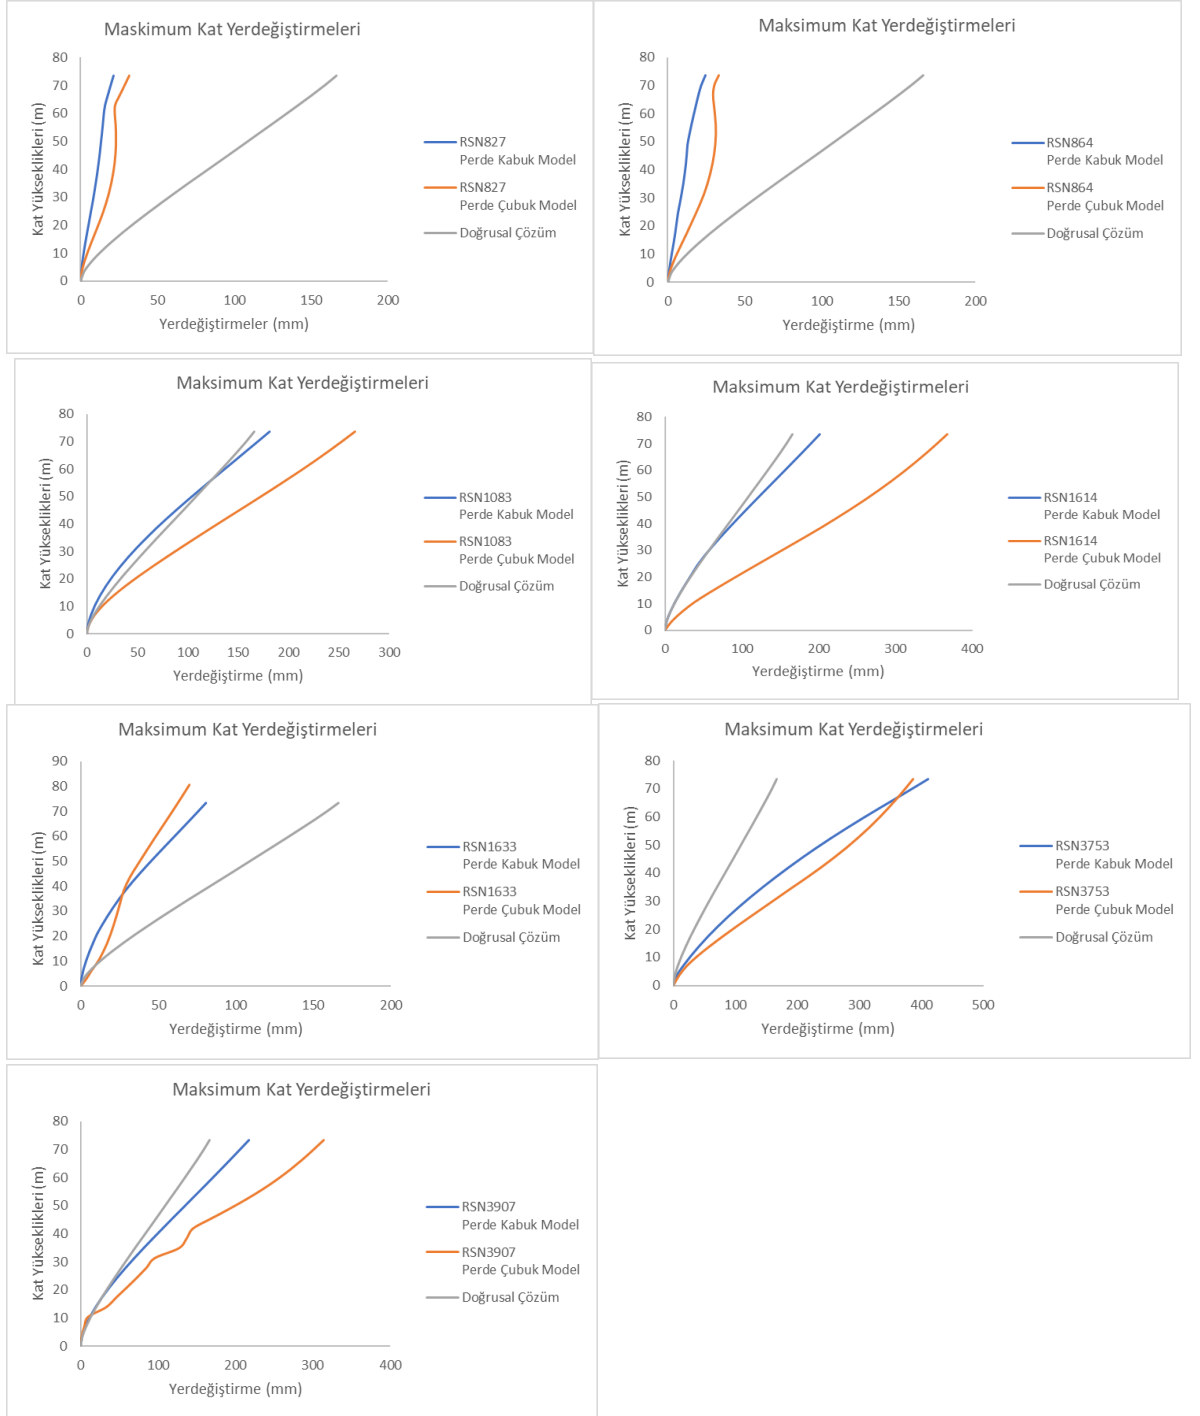 Maskimum Kat Yerdeğiştirmeleri
80
70
60
50
40
30
20
10
0
0 50 100 150 200
Kat Yükseklikleri (m)
Yerdeğiştirmeler (mm)
RSN827
Perde Kabuk Model
RSN827
Perde Çubuk Model
Doğrusal Çözüm
Maksimum Kat Yerdeğiştirmeleri
80
70
60
50
40
30
20
10
0
0 50 100 150 200
Kat Yükseklikleri (m)
Yerdeğiştirme (mm)
RSN864
Perde Kabuk Model
RSN864
Perde Çubuk Model
Doğrusal Çözüm
Maksimum Kat Yerdeğiştirmeleri
80
70
60
50
40
30
20
10
0
0 50 100 150 200 250 300
Kat Yükseklikleri (m)
Yerdeğiştirme (mm)
RSN1083
Perde Kabuk Model
RSN1083
Perde Çubuk Model
Doğrusal Çözüm
Maksimum Kat Yerdeğiştirmeleri
80
70
60
50
40
30
20
10
0
0 100 200 300 400
Kat Yükseklikleri (m)
Yerdeğiştirme (mm)
RSN1614
Perde Kabuk Model
RSN1614
Perde Çubuk Model
Doğrusal Çözüm
Maksimum Kat Yerdeğiştirmeleri
90
80
70
60
50
40
30
20
10
0
0 50 100 150 200
Kat Yükseklikleri (m)
Yerdeğiştirme (mm)
RSN1633
Perde Kabuk Model
RSN1633
Perde Çubuk Model
Doğrusal Çözüm
Maksimum Kat Yerdeğiştirmeleri
80
70
60
50
40
30
20
10
0
0 100 200 300 400 500
Kat Yükseklikleri (m)
Yerdeğiştirme (mm)
RSN3753
Perde Kabuk Model
RSN3753
Perde Çubuk Model
Doğrusal Çözüm
Maksimum Kat Yerdeğiştirmeleri
80
70
60
50
40
30
20
10
0
0 100 200 300 400
Kat Yükseklikleri (m)
Yerdeğiştirme (mm)
RSN3907
Perde Kabuk Model
RSN3907
Perde Çubuk Model
Doğrusal Çözüm